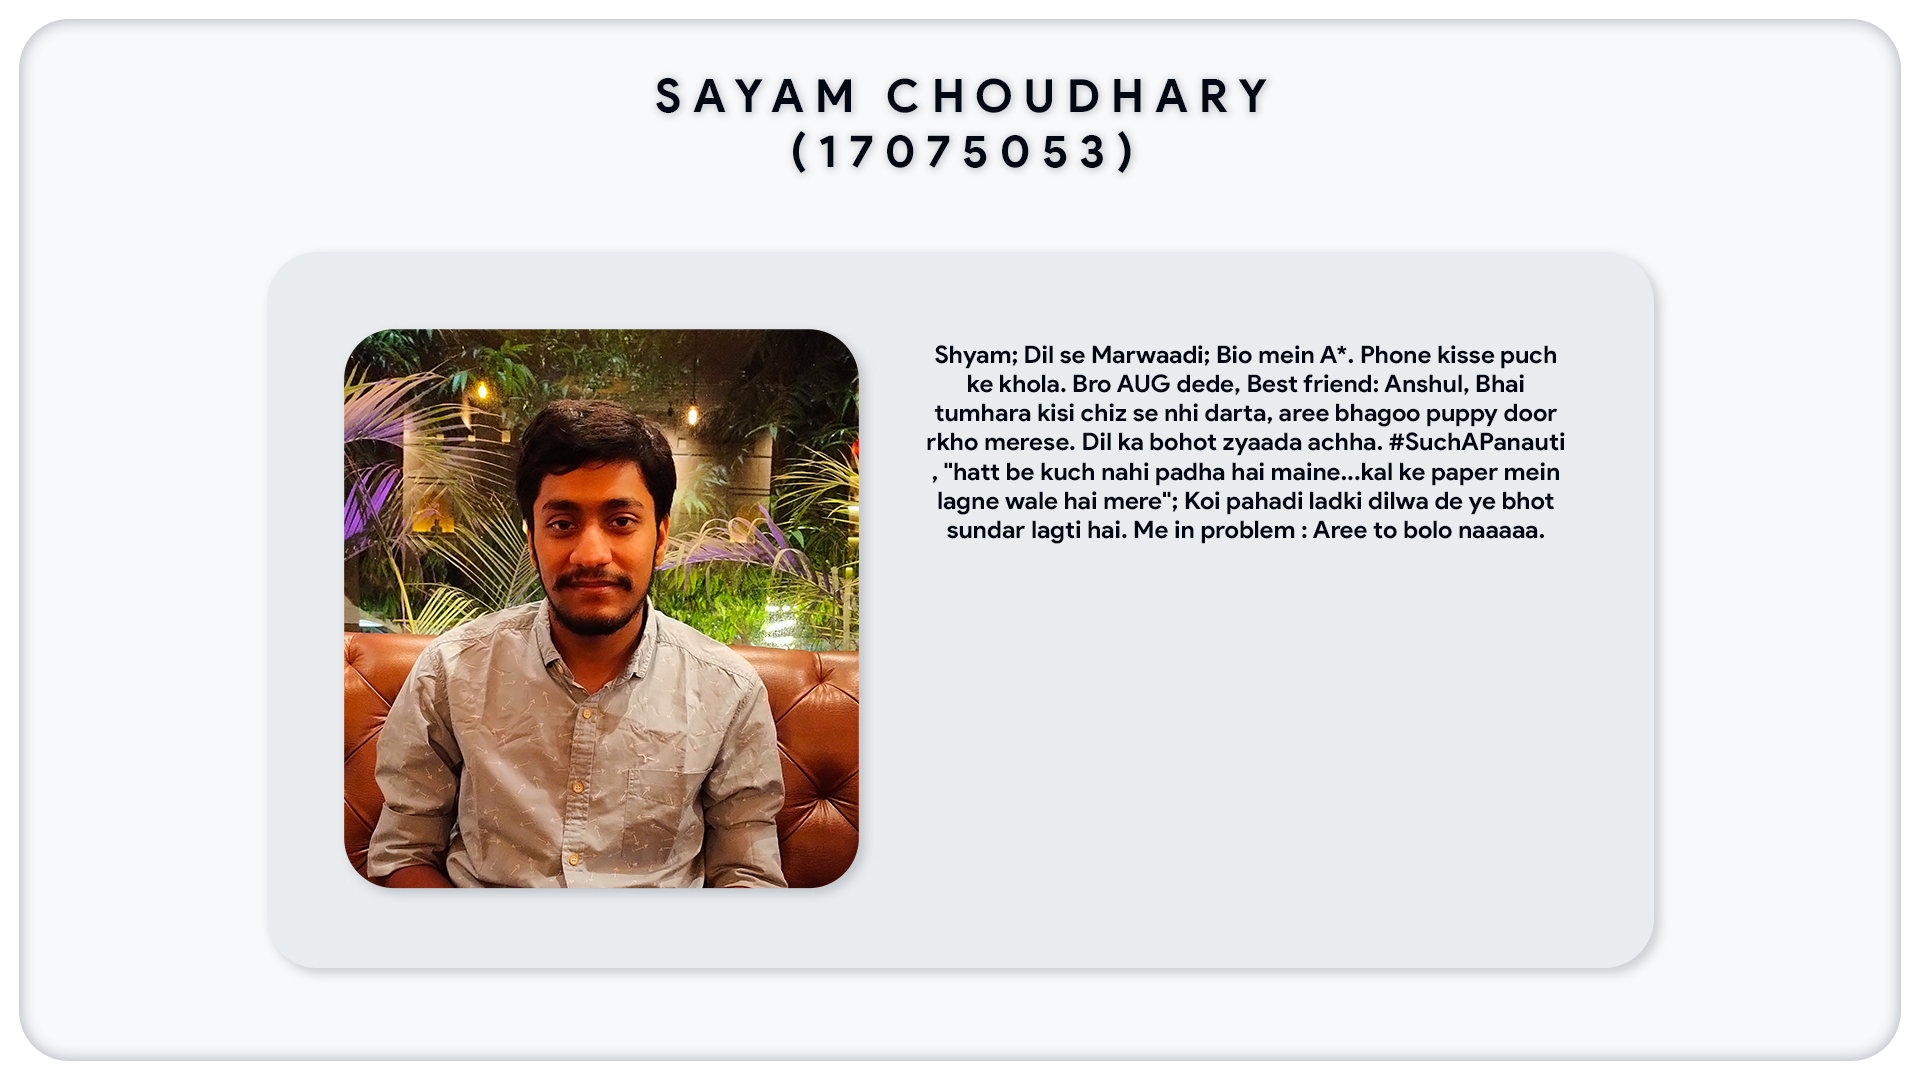 SAYAM CHOUDHARY
(17075053)
Shyam; Dil se Marwaadi; Bio mein A*. Phone kisse puch
ke khola. Bro AUG dede, Best friend: Anshul, Bhai
tumhara kisi chiz se nhi darta, aree bhagoo puppy door
rkho merese. Dil ka bohot zyaada achha. #SuchAPanauti
, "hatt be kuch nahi padha hai maine...kal ke paper mein
lagne wale hai mere"; Koi pahadi ladki dilwa de ye bhot
sundar lagti hai. Me in problem : Aree to bolo naaaaa.